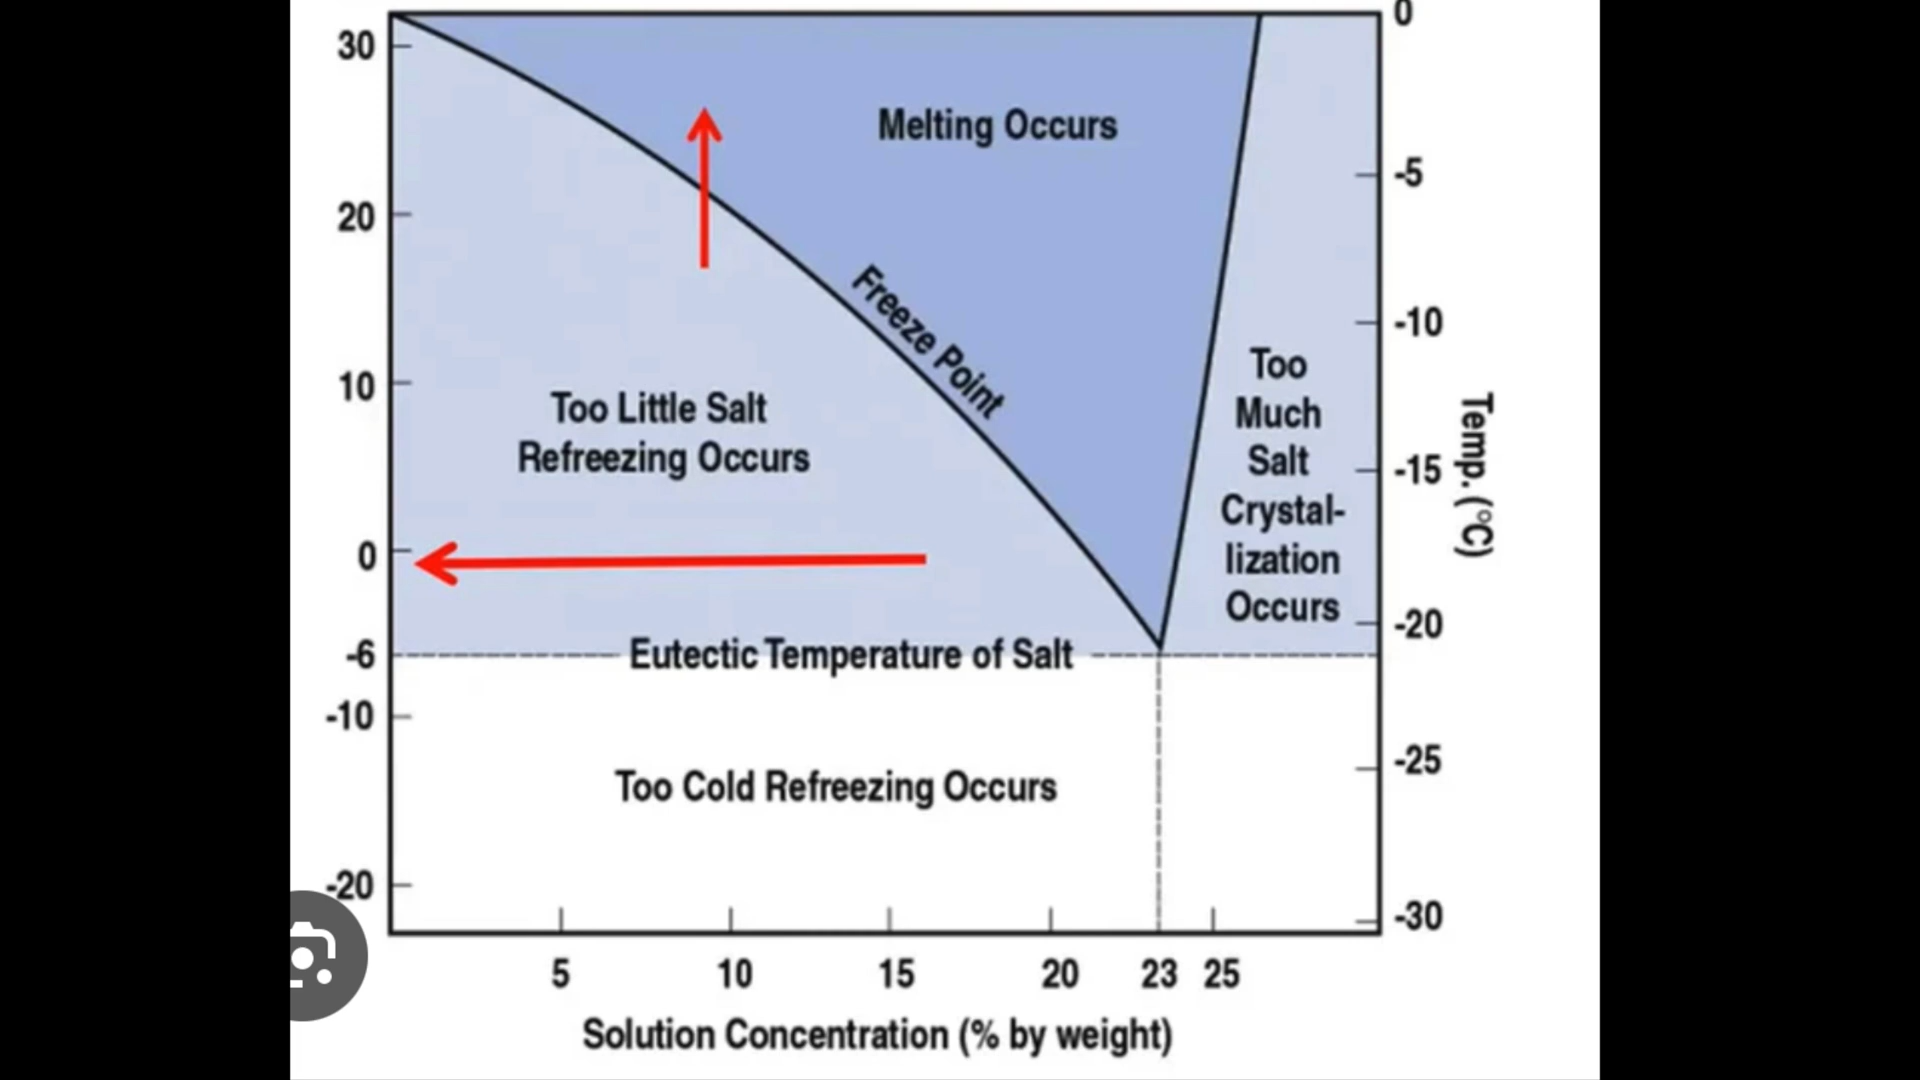 0
30
Melting Occurs
-5
20
Freeze Point
-10
10
Too Little Salt
Refreezing Occurs
Too
Much
Salt
Crystal-
lization
Occurs
-15
Temp. (°C)
0
-20
-6
Eutectic Temperature of Salt
-10
-25
Too Cold Refreezing Occurs
-20
-30
5 10 15 20 23 25
Solution Concentration (% by weight)